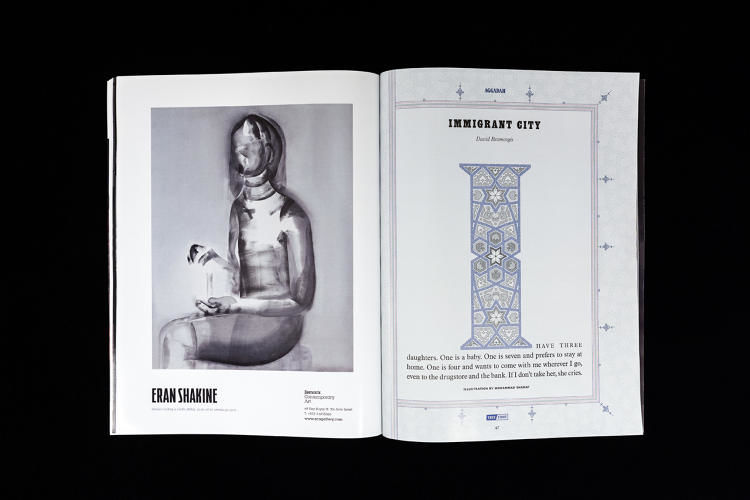 ERAN SHAKINE
Contemporary
Art
AGGADAH
IMMIGRANT CITY
David Bezmozgis
I HAVE THREE
daughters. One is a baby. One is seven and prefers to stay at
home. One is four and wants to come with me wherever I go,
even to the drugstore and the bank. If I don't take her, she cries.
ILLUSTRATION BY MOHAMMAD SHARAF
47